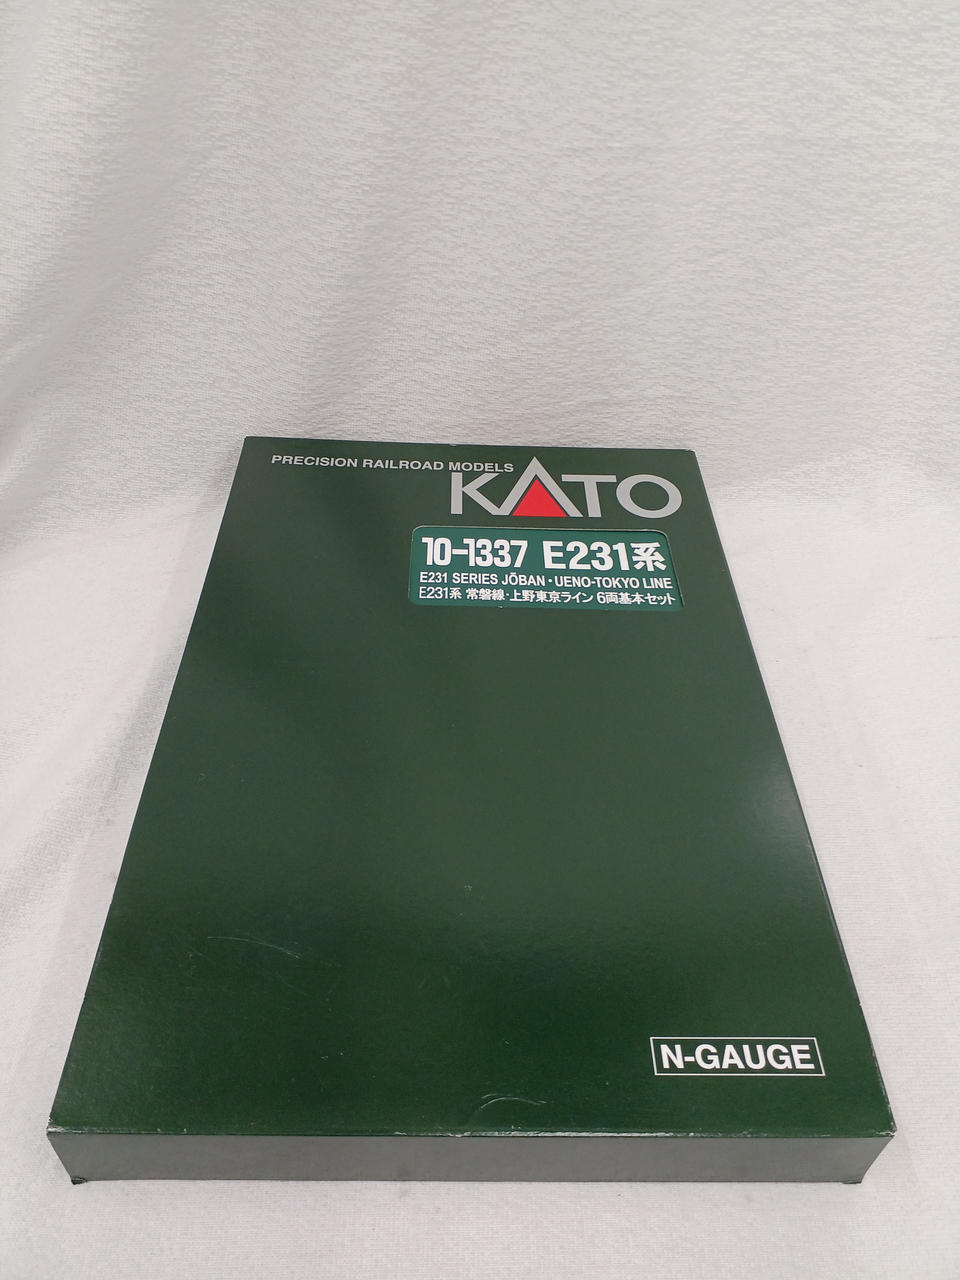 PRECISION RAILROAD MODELS
KATO
10-1337 E231系
E231 SERIES JŌBAN・UENO-TOKYO LINE
E231系 常磐線・上野東京ライン 6両基本セット
N-GAUGE